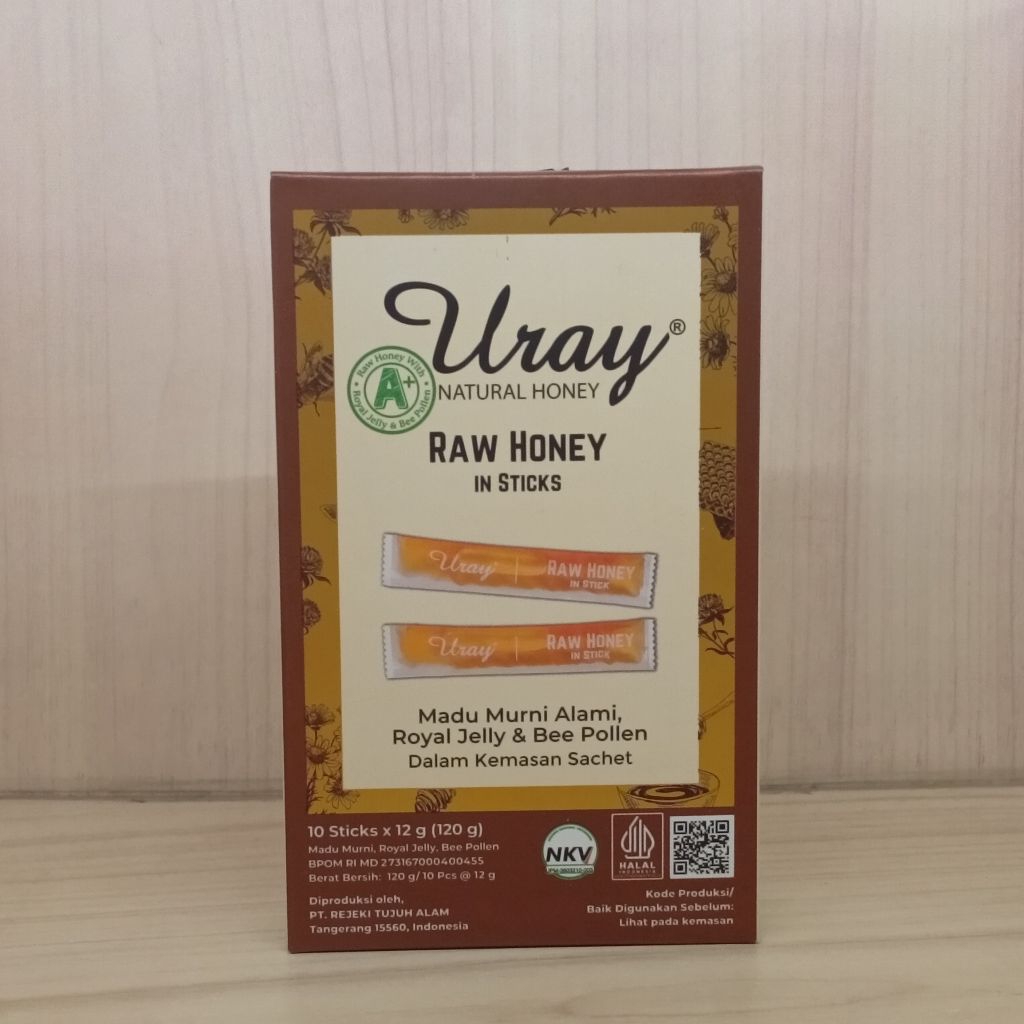 Uray®
NATURAL HONEY
Raw Honey With
A+
Royal Jelly & Bee Pollen
RAW HONEY
IN STICKS
Uray | RAW HONEY
IN STICK
Uray | RAW HONEY
IN STICK
Madu Murni Alami,
Royal Jelly & Bee Pollen
Dalam Kemasan Sachet
10 Sticks x 12 g (120 g)
Madu Murni, Royal Jelly, Bee Pollen
BPOM RI MD 273167000400455
Berat Bersih: 120 g/ 10 Pcs @ 12 g
Diproduksi oleh,
PT. REJEKI TUJUH ALAM
Tangerang 15560, Indonesia
NKV
HALAL
INDONESIA
Kode Produksi/
Baik Digunakan Sebelum:
Lihat pada kemasan